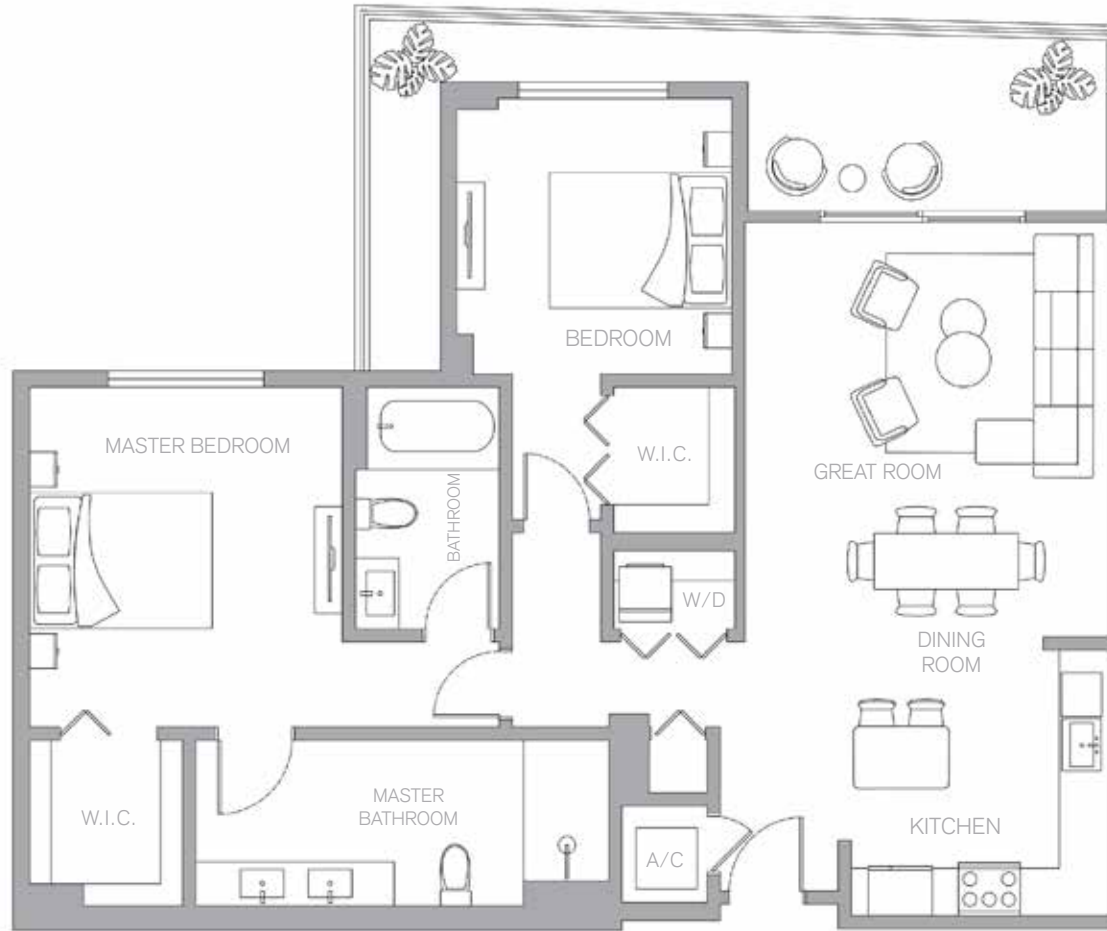 BEDROOM
MASTER BEDROOM
W.I.C.
GREAT ROOM
BATHROOM
W/D
DINING
ROOM
MASTER
BATHROOM
W.I.C.
KITCHEN
A/C